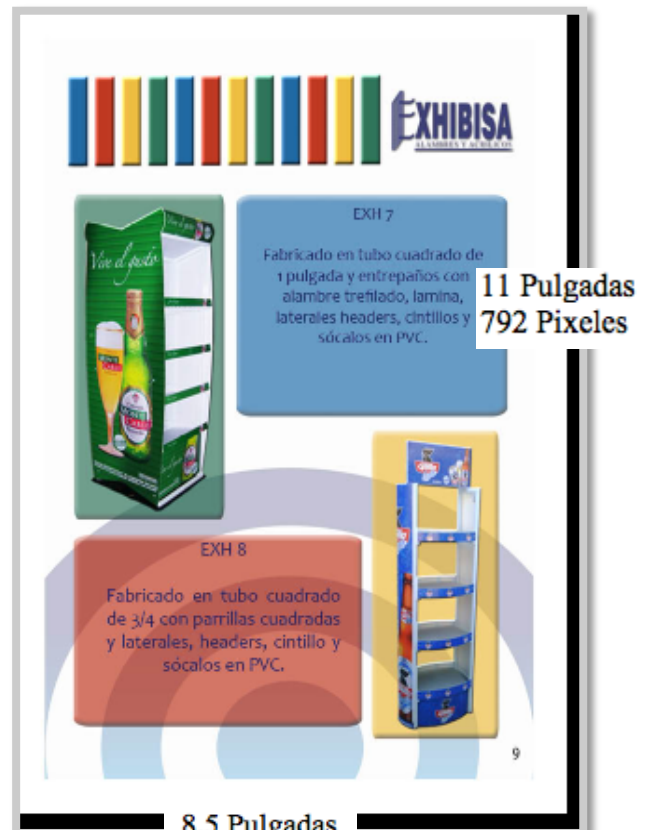 EXHIBISA
ALAMBRES Y ACRILICOS
EXH 7
Fabricado en tubo cuadrado de
1 pulgada y entrepaños con
alambre trefilado, lamina,
laterales headers, cintillos y
sócalos en PVC.
11 Pulgadas
792 Pixeles
Vive el gusto
EXH 8
Fabricado en tubo cuadrado
de 3/4 con parrillas cuadradas
y laterales, headers, cintillo y
sócalos en PVC.
9
8.5 Pulgadas